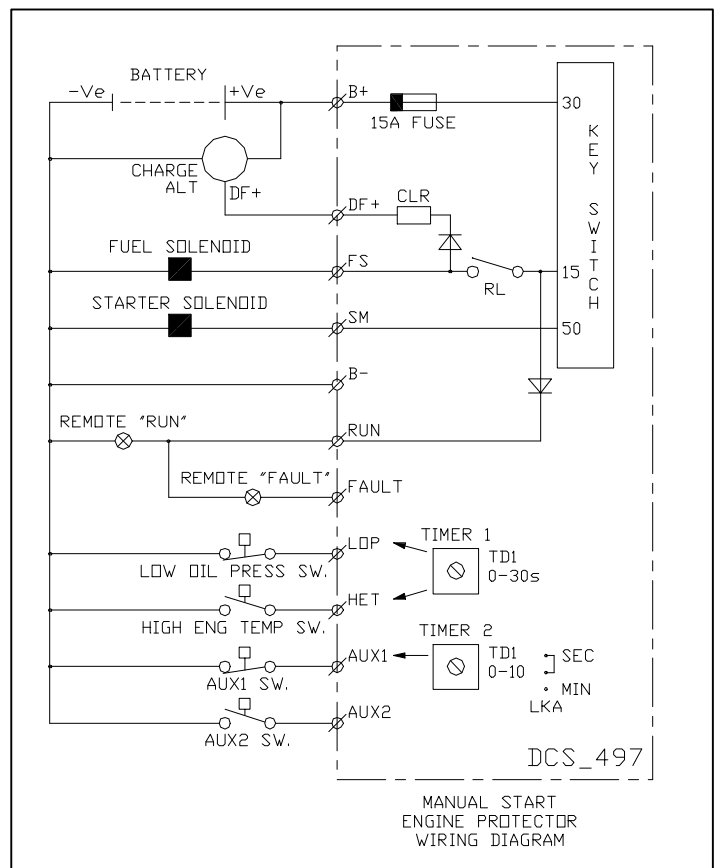 BATTERY
-Ve
+Ve
B+
15A FUSE
30
KEY SWITCH
CHARGE
ALT
DF+
DF+
CLR
FUEL SOLENOID
FS
RL
15
STARTER SOLENOID
SM
50
B-
REMOTE "RUN"
RUN
REMOTE "FAULT"
FAULT
LOP
TIMER 1
LOW OIL PRESS SW.
TD1
0-30s
HET
HIGH ENG TEMP SW.
TIMER 2
AUX1
TD1
0-10
SEC
MIN
LKA
AUX1 SW.
AUX2
AUX2 SW.
DCS_497
MANUAL START
ENGINE PROTECTOR
WIRING DIAGRAM